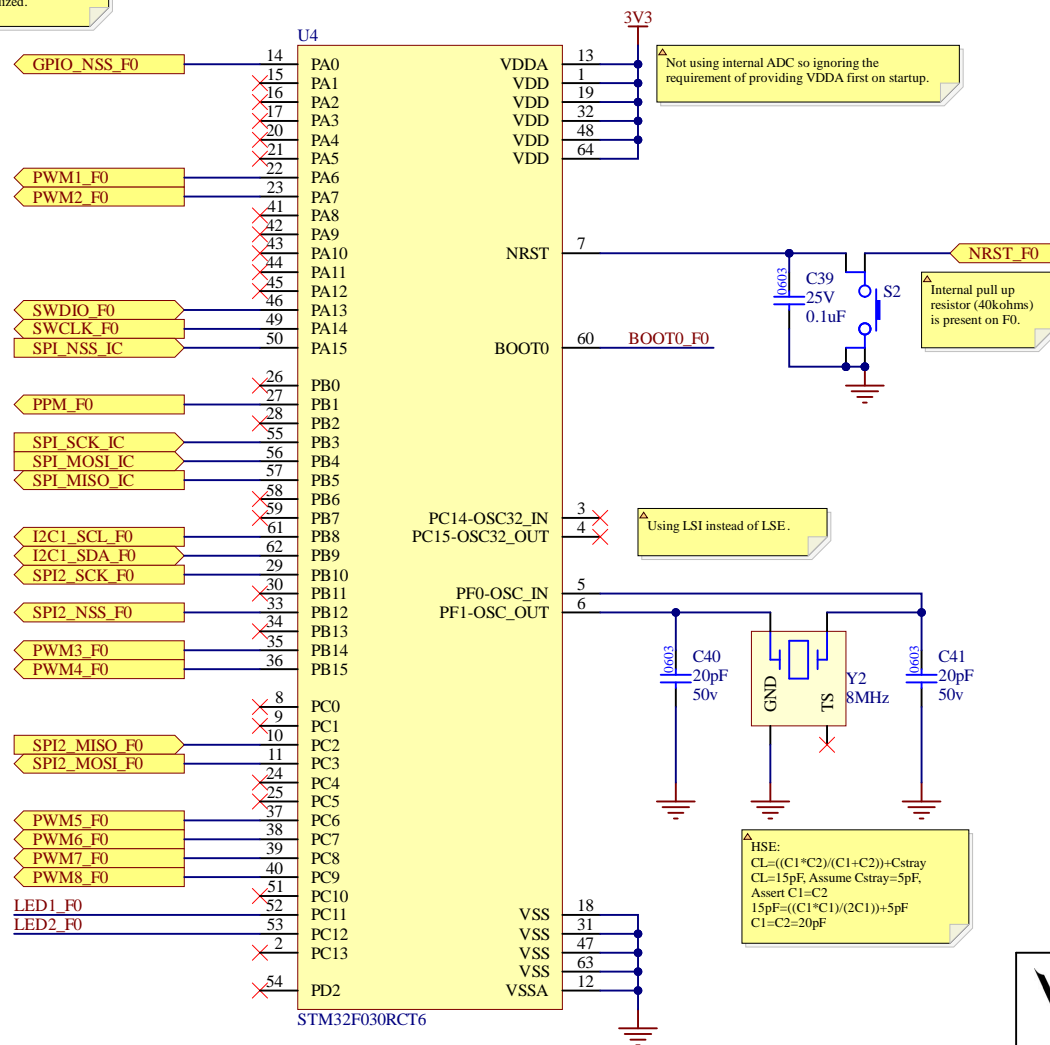 lized.
U4
3V3
GPIO_NSS_F0
14
PA0
15
PA1
16
PA2
17
PA3
20
PA4
21
PA5
PWM1_F0
22
PA6
PWM2_F0
23
PA7
41
PA8
42
PA9
43
PA10
44
PA11
45
PA12
SWDIO_F0
46
PA13
SWCLK_F0
49
PA14
SPI_NSS_IC
50
PA15
26
PB0
PPM_F0
27
PB1
28
PB2
SPI_SCK_IC
55
PB3
SPI_MOSI_IC
56
PB4
SPI_MISO_IC
57
PB5
58
PB6
59
PB7
I2C1_SCL_F0
61
PB8
I2C1_SDA_F0
62
PB9
SPI2_SCK_F0
29
PB10
30
PB11
SPI2_NSS_F0
33
PB12
34
PB13
PWM3_F0
35
PB14
PWM4_F0
36
PB15
8
PC0
9
PC1
SPI2_MISO_F0
10
PC2
SPI2_MOSI_F0
11
PC3
24
PC4
25
PC5
PWM5_F0
37
PC6
PWM6_F0
38
PC7
PWM7_F0
39
PC8
PWM8_F0
40
PC9
51
PC10
LED1_F0
52
PC11
LED2_F0
53
PC12
2
PC13
54
PD2
STM32F030RCT6
VDDA
13
VDD
1
VDD
19
VDD
32
VDD
48
VDD
64
Not using internal ADC so ignoring the
requirement of providing VDDA first on startup.
NRST
7
NRST_F0
0603
C39
25V
0.1uF
S2
Internal pull up
resistor (40kohms)
is present on F0.
BOOT0
60
BOOT0_F0
PC14-OSC32_IN
3
PC15-OSC32_OUT
4
Using LSI instead of LSE.
PF0-OSC_IN
5
PF1-OSC_OUT
6
0603
C40
20pF
50v
GND
TS
Y2
8MHz
0603
C41
20pF
50v
HSE:
CL=((C1*C2)/(C1+C2))+Cstray
CL=15pF, Assume Cstray=5pF,
Assert C1=C2
15pF=((C1*C1)/(2C1))+5pF
C1=C2=20pF
VSS
18
VSS
31
VSS
47
VSS
63
VSSA
12